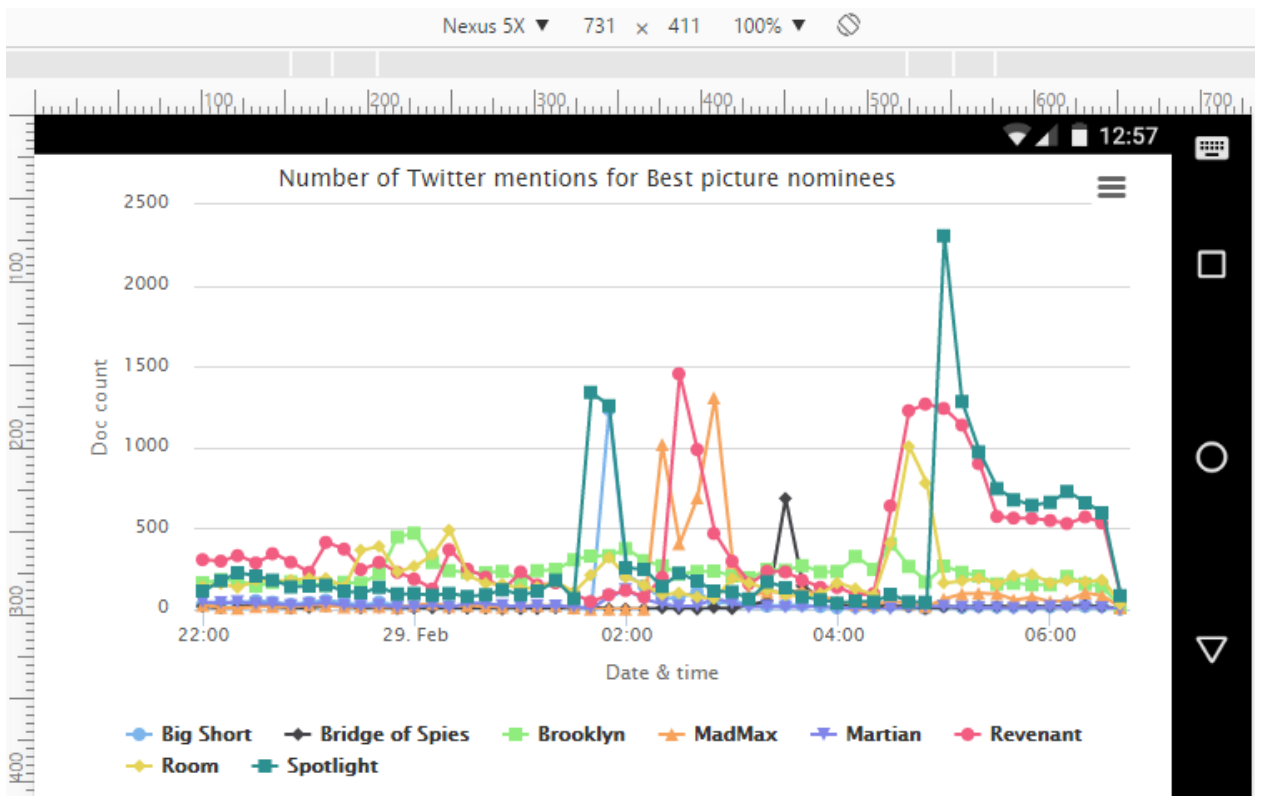 Nexus 5X ▼ 731 × 411 100% ▼
100 200 300 400 500 600 700
12:57
Number of Twitter mentions for Best picture nominees
2500
2000
1500
1000
500
0
Doc count
100
200
300
400
22:00 29. Feb 02:00 04:00 06:00
Date & time
Big Short Bridge of Spies Brooklyn MadMax Martian Revenant
Room Spotlight